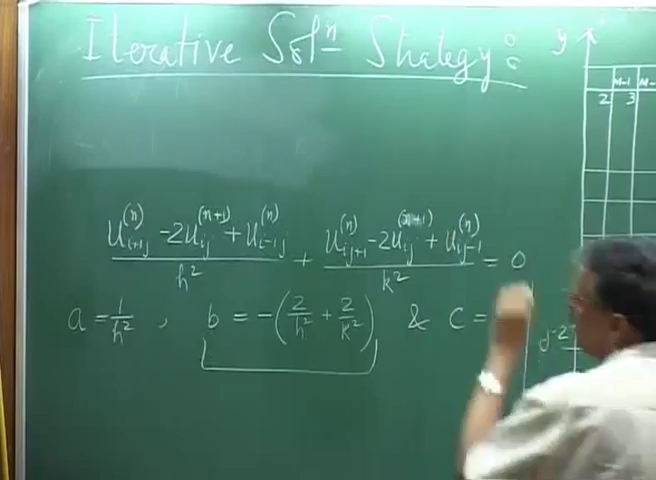 Iterative Solⁿ Strategy:
y
M-1 M-
2 3
(u_{i+1j}^{(n)} - 2u_{ij}^{(n+1)} + u_{i-1j}^{(n)})/h² + (u_{ij+1}^{(n)} - 2u_{ij}^{(n+1)} + u_{ij-1}^{(n)})/k² = 0
a = 1/h² , b = -(2/h² + 2/k²) & c =
j-2